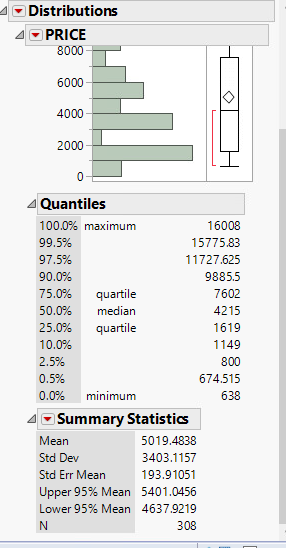 Distributions
PRICE
8000
6000
4000
2000
0
Quantiles
100.0% maximum 16008
99.5% 15775.83
97.5% 11727.625
90.0% 9885.5
75.0% quartile 7602
50.0% median 4215
25.0% quartile 1619
10.0% 1149
2.5% 800
0.5% 674.515
0.0% minimum 638
Summary Statistics
Mean 5019.4838
Std Dev 3403.1157
Std Err Mean 193.91051
Upper 95% Mean 5401.0456
Lower 95% Mean 4637.9219
N 308